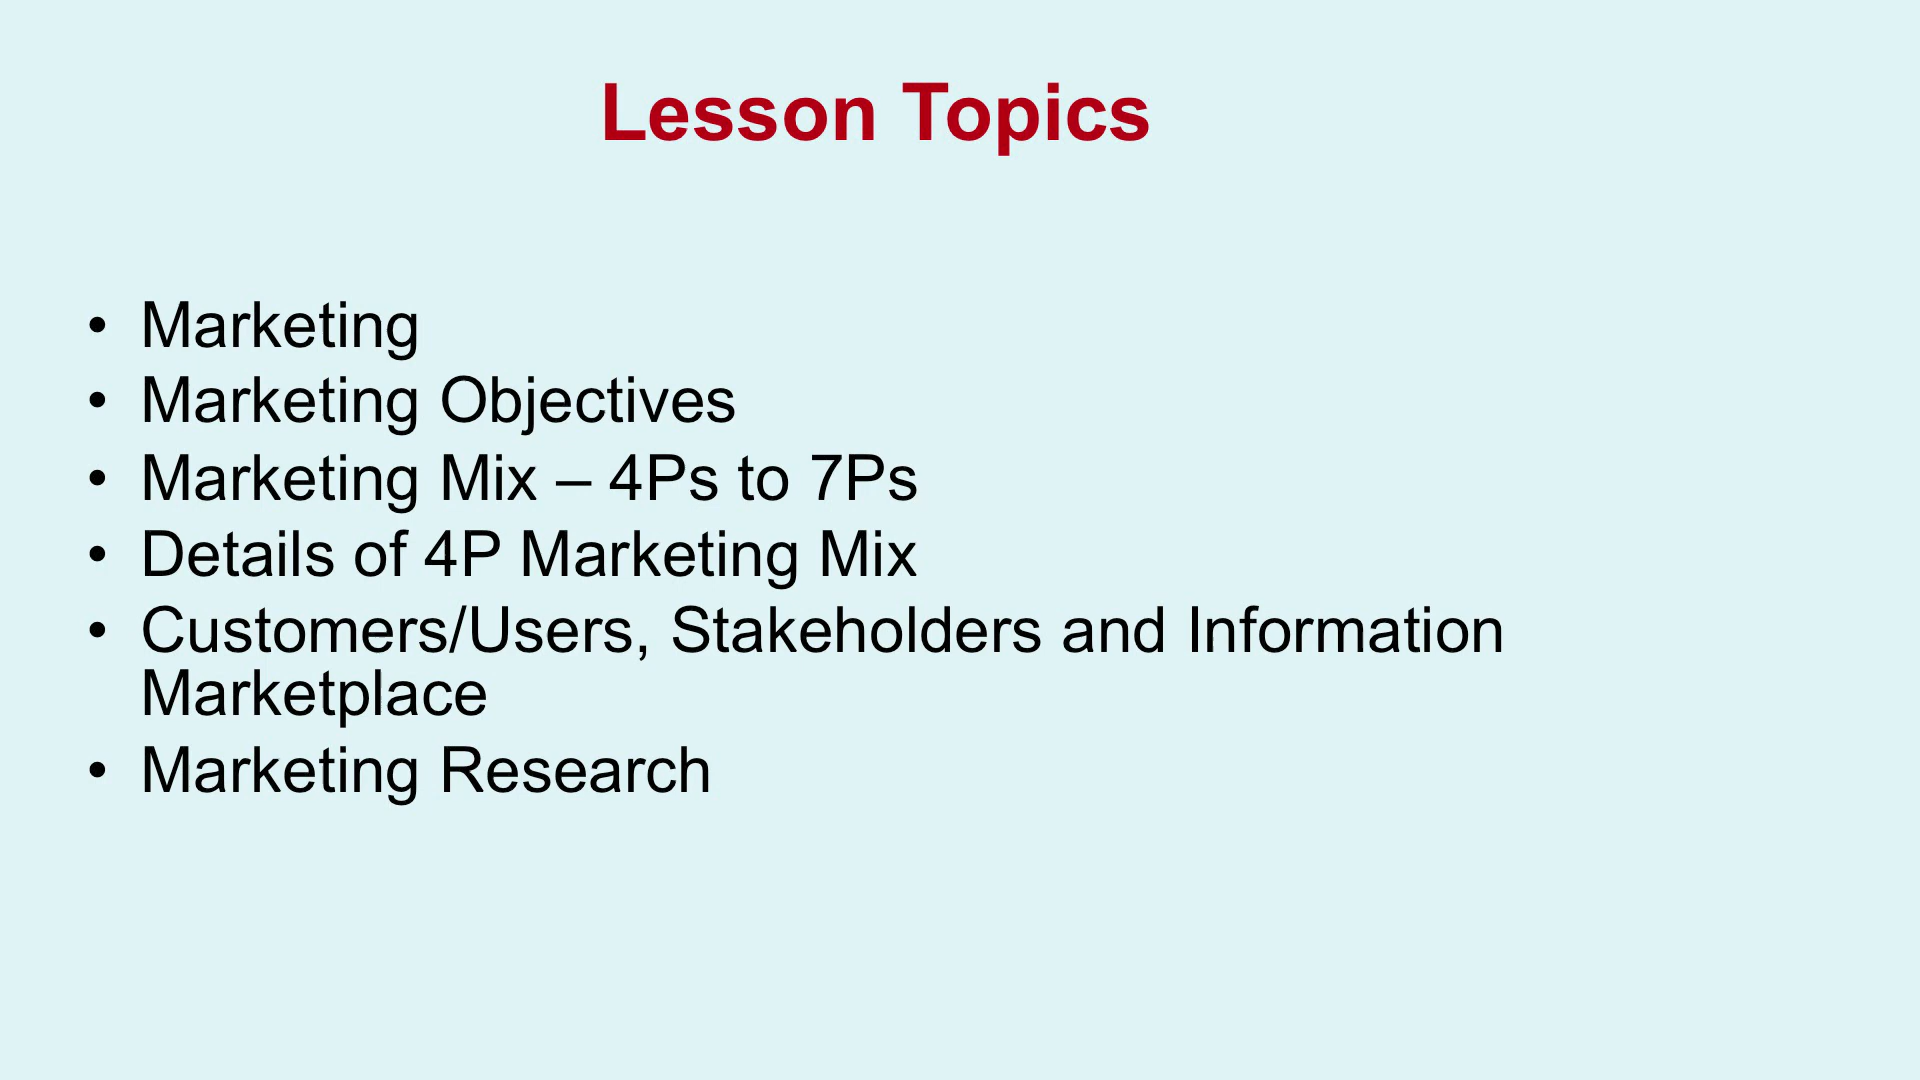 Lesson Topics
• Marketing
• Marketing Objectives
• Marketing Mix – 4Ps to 7Ps
• Details of 4P Marketing Mix
• Customers/Users, Stakeholders and Information
Marketplace
• Marketing Research